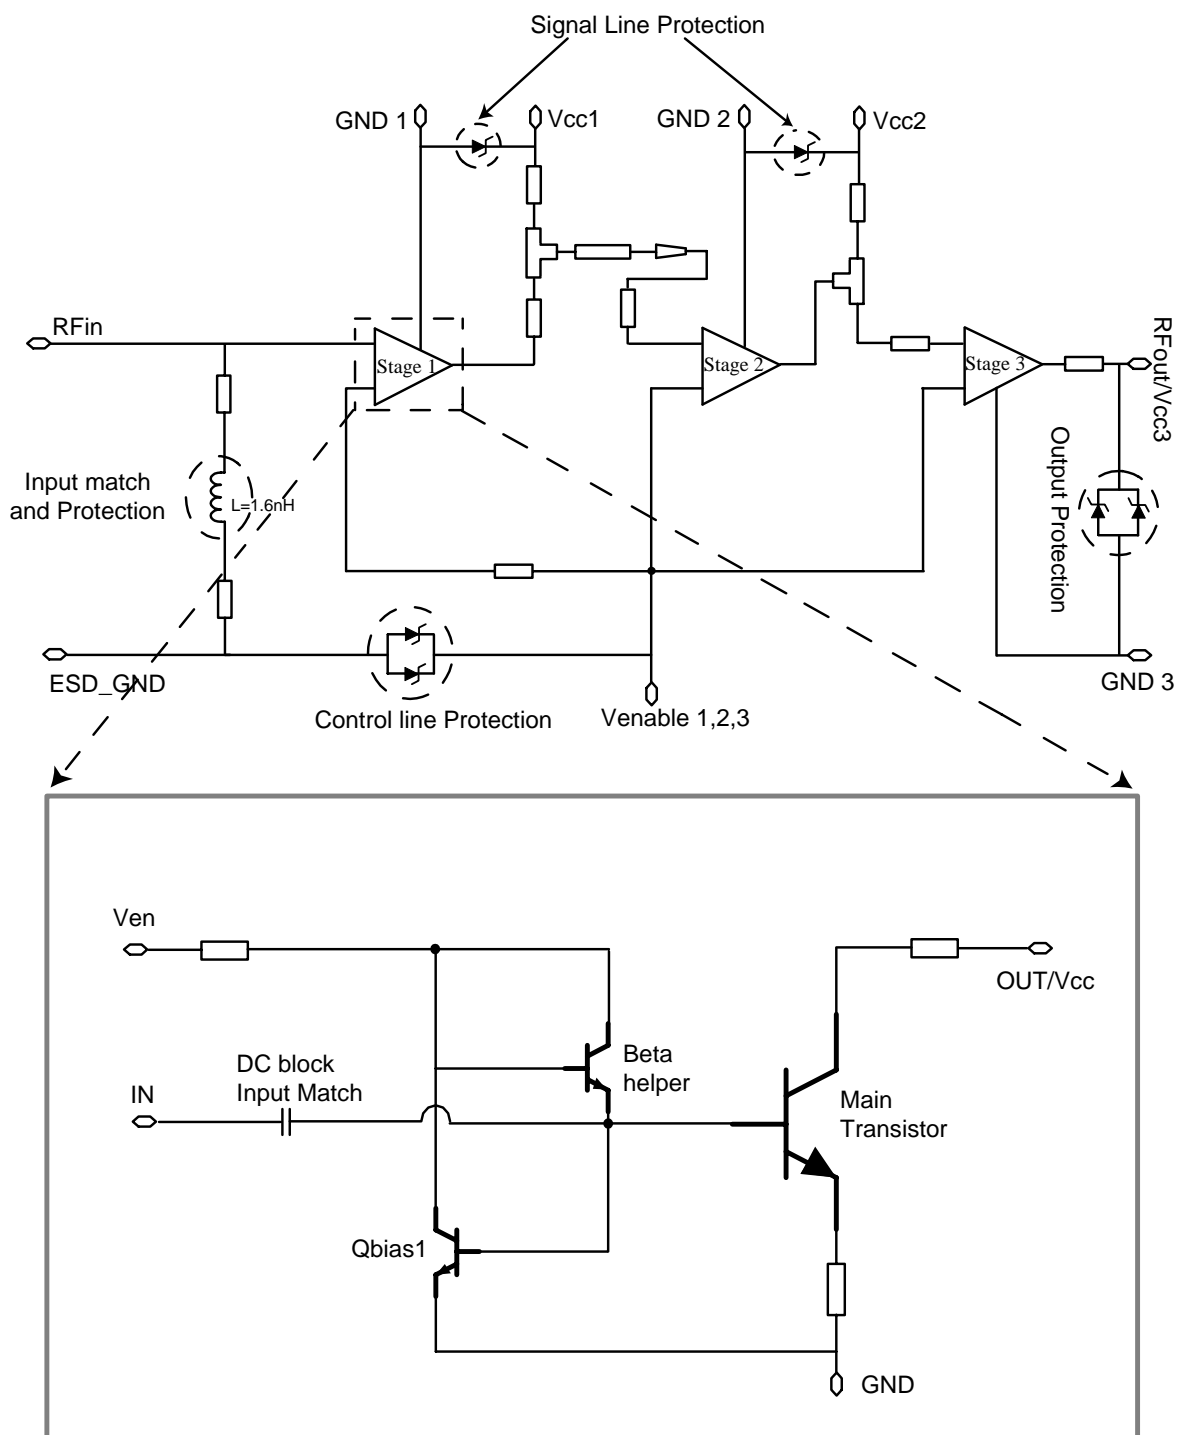 Signal Line Protection
GND 1
Vcc1
GND 2
Vcc2
RFin
Stage 1
Stage 2
Stage 3
RFout/Vcc3
Input match
and Protection
L=1.6nH
Output Protection
ESD_GND
Control line Protection
Venable 1,2,3
GND 3
Ven
OUT/Vcc
DC block
Input Match
IN
Beta
helper
Main
Transistor
Qbias1
GND